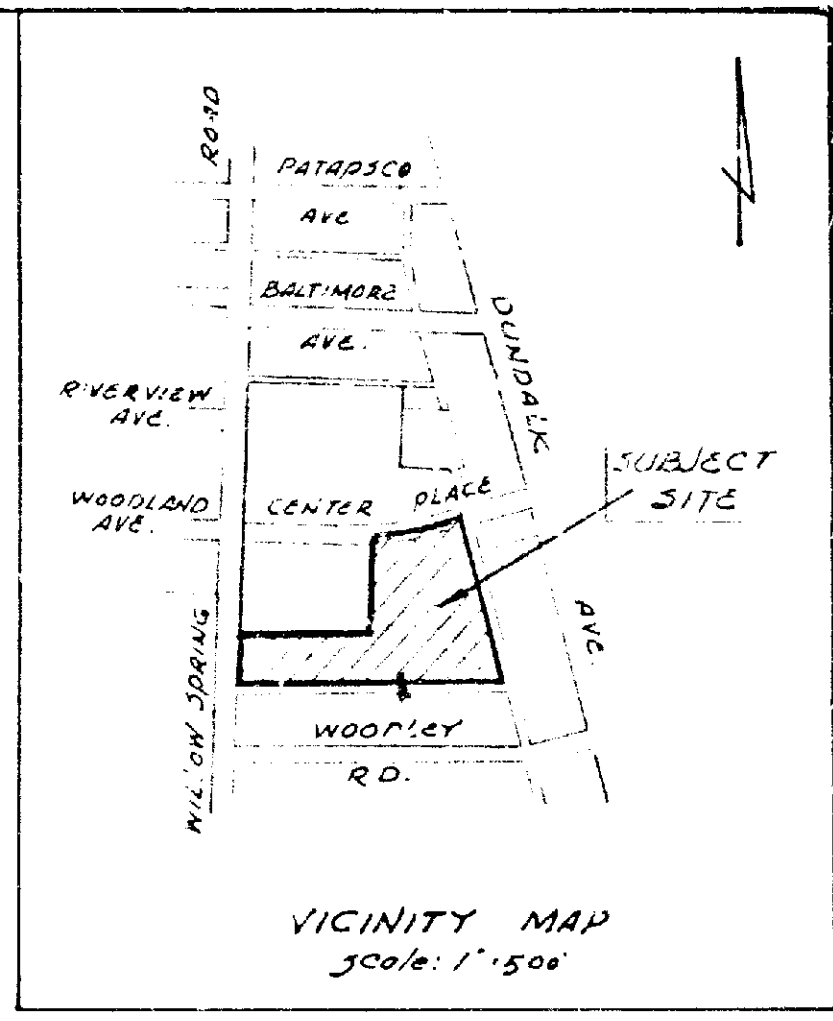 ROAD
PATAPSCO
AVE
BALTIMORE
AVE.
DUNDALK
AVE.
RIVERVIEW
AVE.
SUBJECT
SITE
WOODLAND
AVE.
CENTER PLACE
WILLOW SPRING
WOODLEY
RD.
VICINITY MAP
scale: 1"=500'